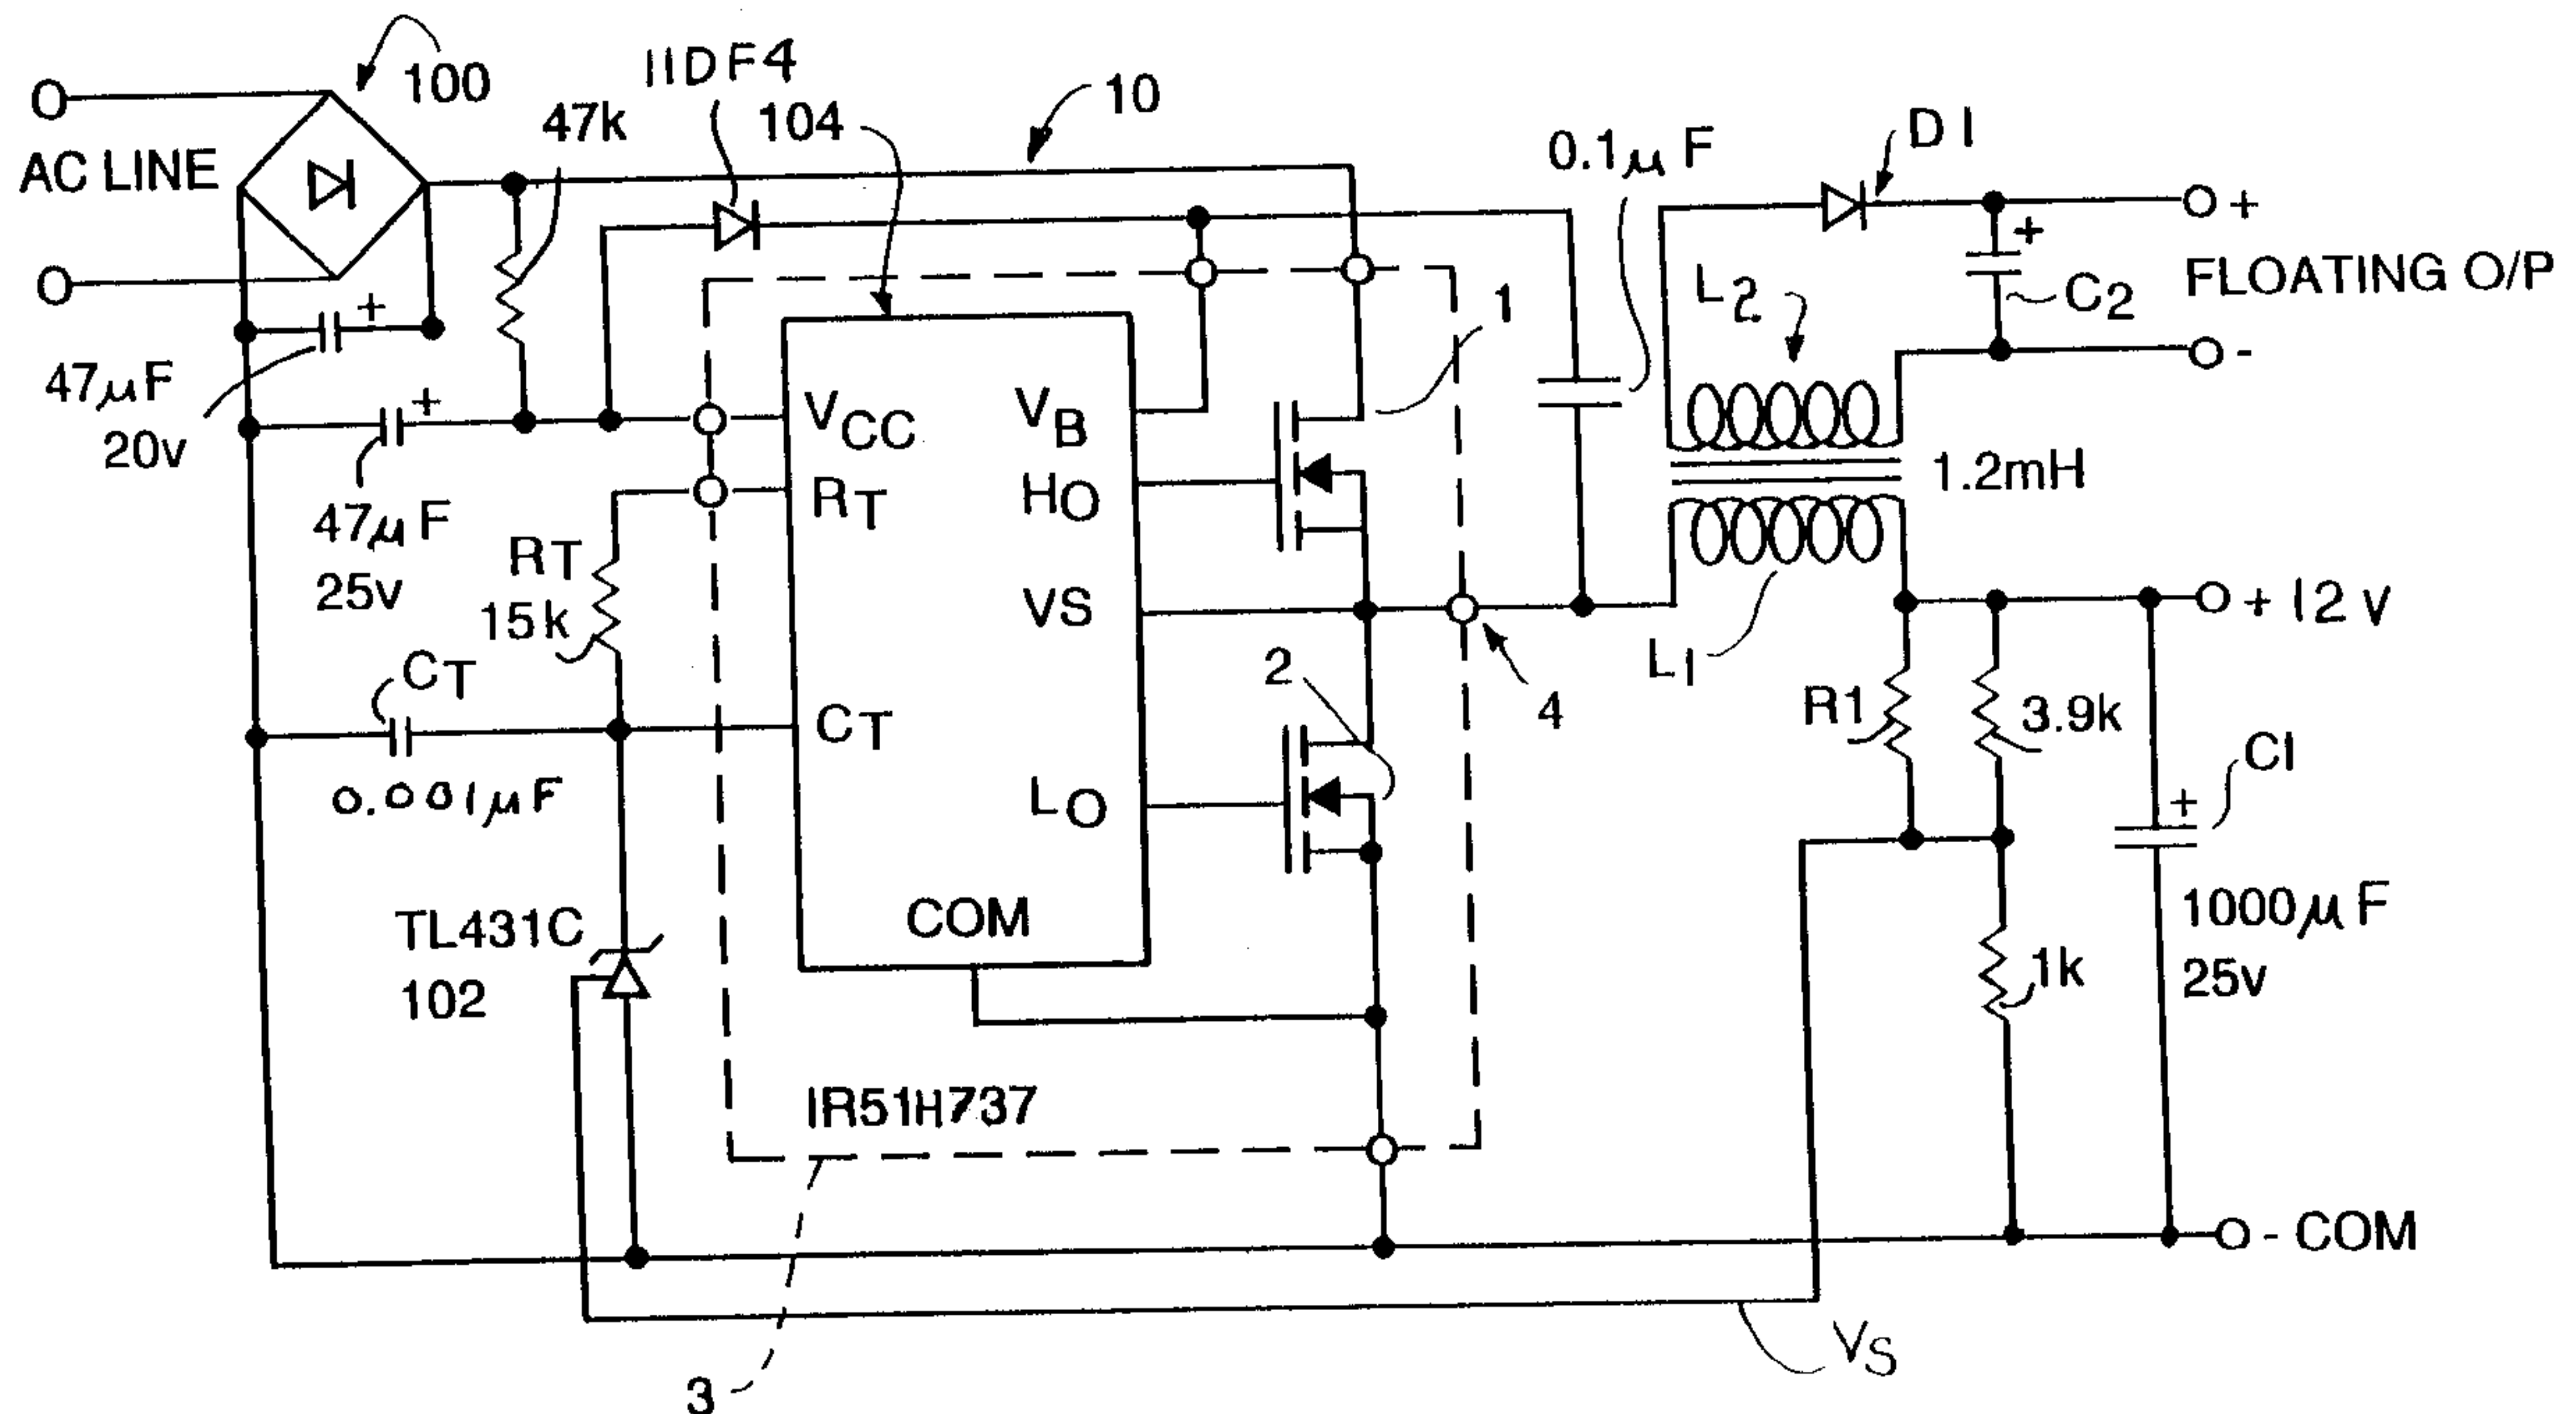 100
AC LINE
47k
11DF4
104
10
0.1μF
D1
+
FLOATING O/P
-
+
C2
L2
1.2mH
L1
1
+
47μF
20v
+
47μF
25v
VCC
RT
VB
HO
VS
CT
LO
COM
RT
15k
CT
0.001μF
2
4
+12V
R1
3.9k
C1
+
1000μF
25v
1k
TL431C
102
IR51H737
- COM
VS
3